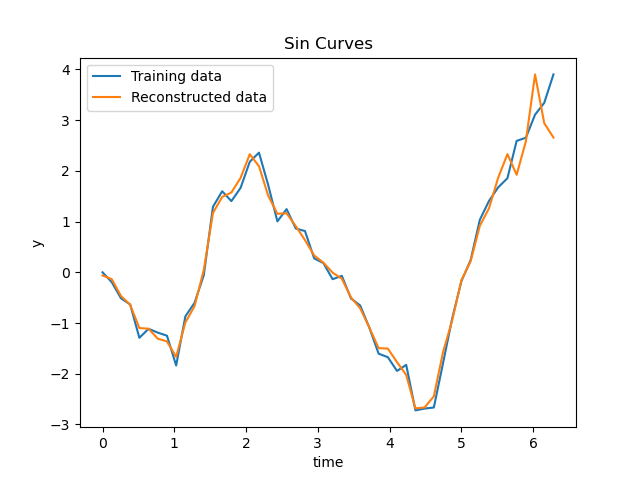 Sin Curves
Training data
Reconstructed data
4
3
2
1
0
−1
−2
−3
y
0 1 2 3 4 5 6
time